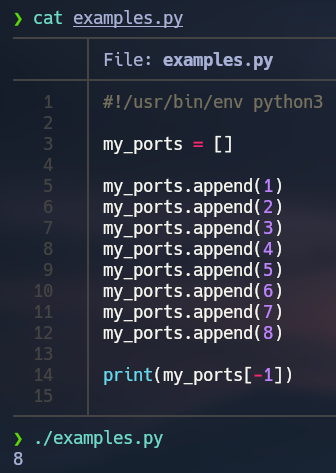 ❯ cat examples.py
File: examples.py
1 #!/usr/bin/env python3
2
3 my_ports = []
4
5 my_ports.append(1)
6 my_ports.append(2)
7 my_ports.append(3)
8 my_ports.append(4)
9 my_ports.append(5)
10 my_ports.append(6)
11 my_ports.append(7)
12 my_ports.append(8)
13
14 print(my_ports[-1])
15
❯ ./examples.py
8